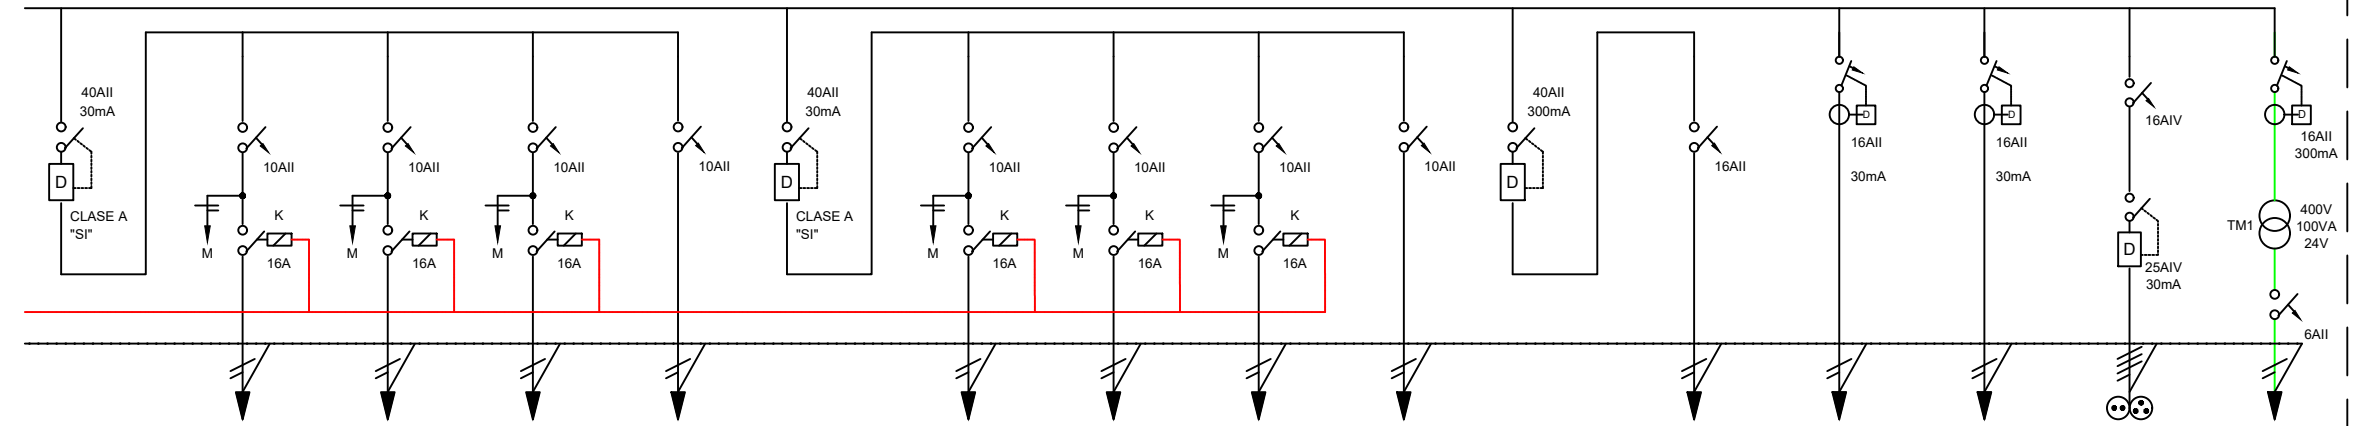 40AII
30mA
D
CLASE A
"SI"
10AII
M
K
16A
10AII
M
K
16A
10AII
M
K
16A
10AII
40AII
30mA
D
CLASE A
"SI"
10AII
M
K
16A
10AII
M
K
16A
10AII
M
K
16A
10AII
40AII
300mA
D
16AII
D
16AII
30mA
D
16AII
30mA
16AIV
D
25AIV
30mA
D
16AII
300mA
TM1
400V
100VA
24V
6AII